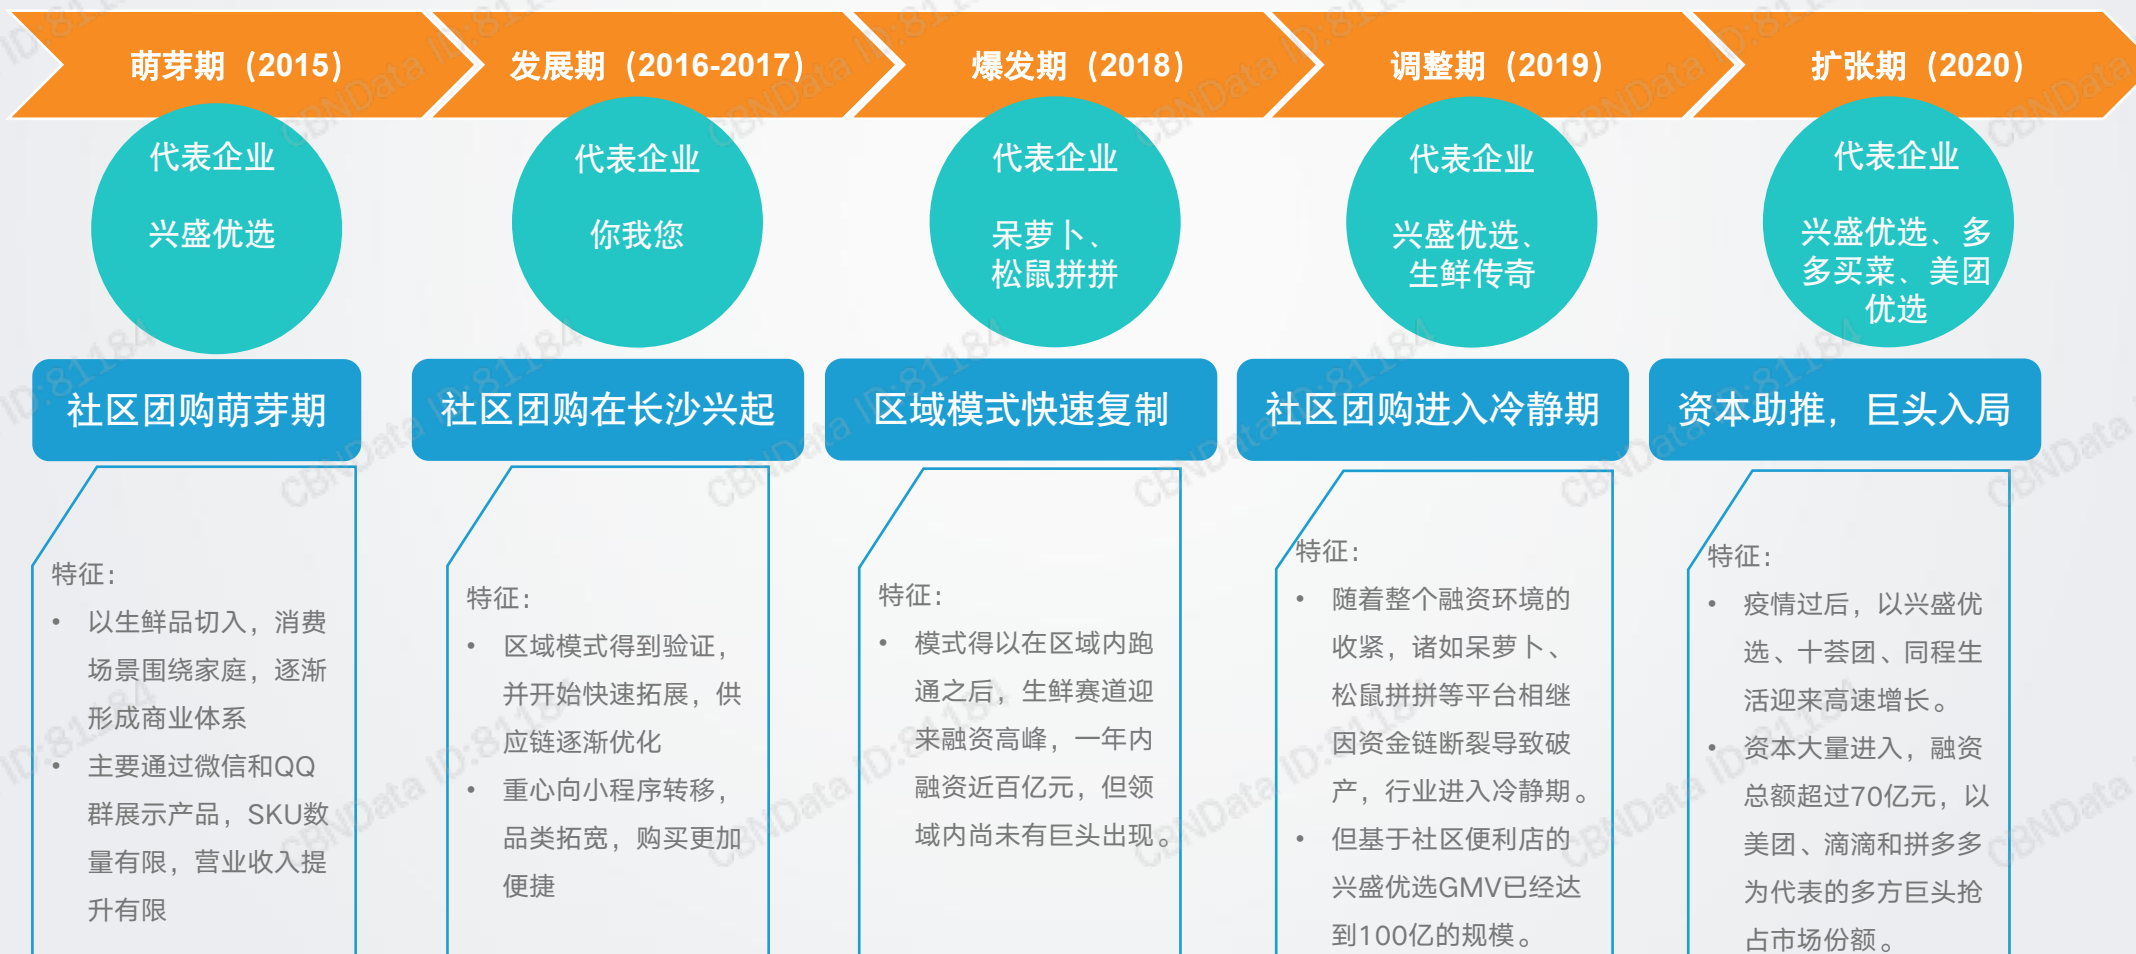 萌芽期（2015）
发展期（2016-2017）
爆发期（2018）
调整期（2019）
扩张期（2020）
代表企业
兴盛优选
代表企业
你我您
代表企业
呆萝卜、
松鼠拼拼
代表企业
兴盛优选、
生鲜传奇
代表企业
兴盛优选、多
多买菜、美团
优选
社区团购萌芽期
社区团购在长沙兴起
区域模式快速复制
社区团购进入冷静期
资本助推，巨头入局
特征：
• 以生鲜品切入，消费
场景围绕家庭，逐渐
形成商业体系
• 主要通过微信和QQ
群展示产品，SKU数
量有限，营业收入提
升有限
特征：
• 区域模式得到验证，
并开始快速拓展，供
应链逐渐优化
• 重心向小程序转移，
品类拓宽，购买更加
便捷
特征：
• 模式得以在区域内跑
通之后，生鲜赛道迎
来融资高峰，一年内
融资近百亿元，但领
域内尚未有巨头出现。
特征：
• 随着整个融资环境的
收紧，诸如呆萝卜、
松鼠拼拼等平台相继
因资金链断裂导致破
产，行业进入冷静期。
• 但基于社区便利店的
兴盛优选GMV已经达
到100亿的规模。
特征：
• 疫情过后，以兴盛优
选、十荟团、同程生
活迎来高速增长。
• 资本大量进入，融资
总额超过70亿元，以
美团、滴滴和拼多多
为代表的多方巨头抢
占市场份额。
CBNData ID:81184